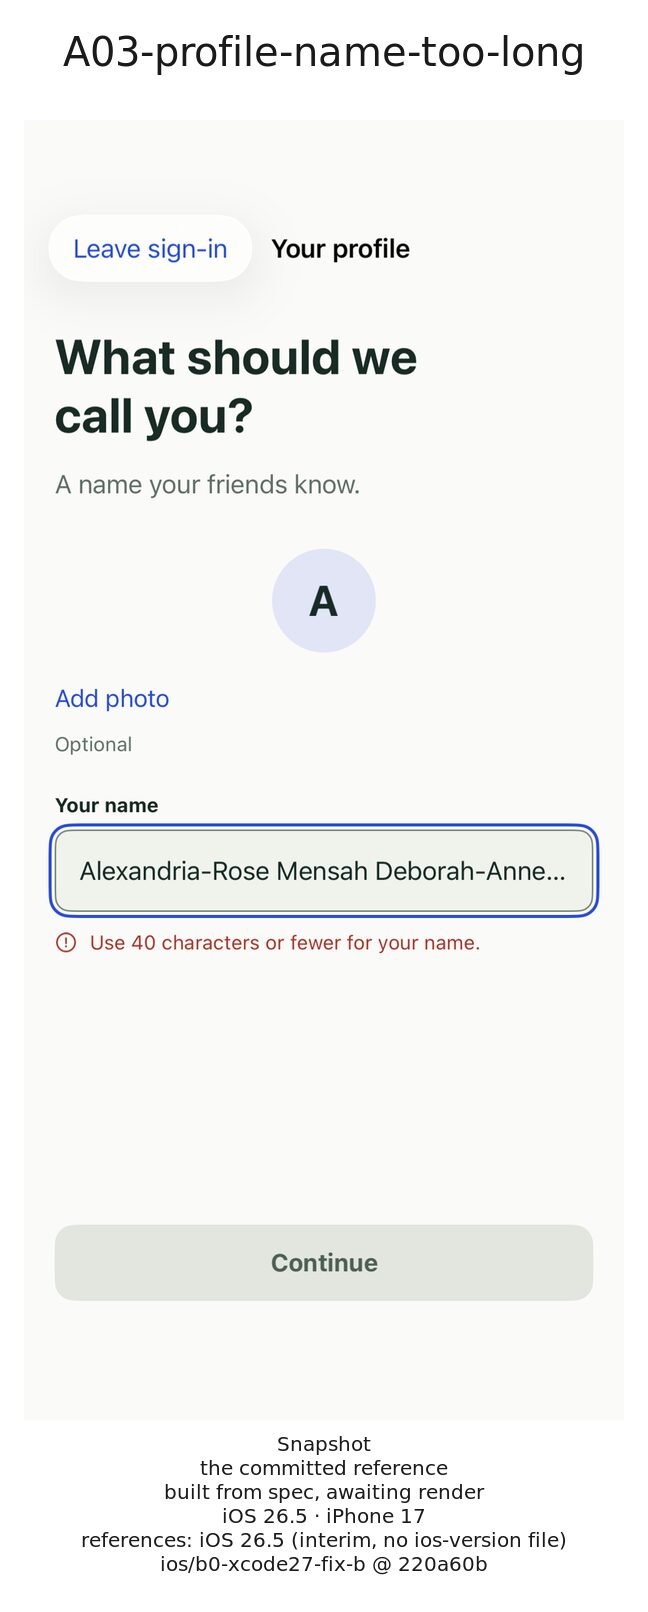 A03-profile-name-too-long
Leave sign-in
Your profile
What should we
call you?
A name your friends know.
A
Add photo
Optional
Your name
Alexandria-Rose Mensah Deborah-Anne...
Use 40 characters or fewer for your name.
Continue
Snapshot
the committed reference
built from spec, awaiting render
iOS 26.5 · iPhone 17
references: iOS 26.5 (interim, no ios-version file)
ios/b0-xcode27-fix-b @ 220a60b